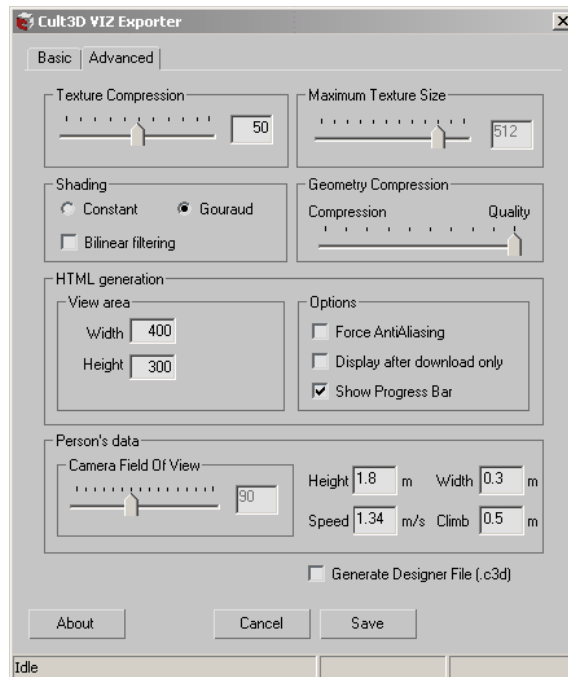 Cult3D VIZ Exporter
Basic Advanced
Texture Compression
50
Maximum Texture Size
512
Shading
Constant Gouraud
Bilinear filtering
Geometry Compression
Compression Quality
HTML generation
View area
Width 400
Height 300
Options
Force AntiAliasing
Display after download only
Show Progress Bar
Person's data
Camera Field Of View
90
Height 1.8 m Width 0.3 m
Speed 1.34 m/s Climb 0.5 m
Generate Designer File (.c3d)
About Cancel Save
Idle